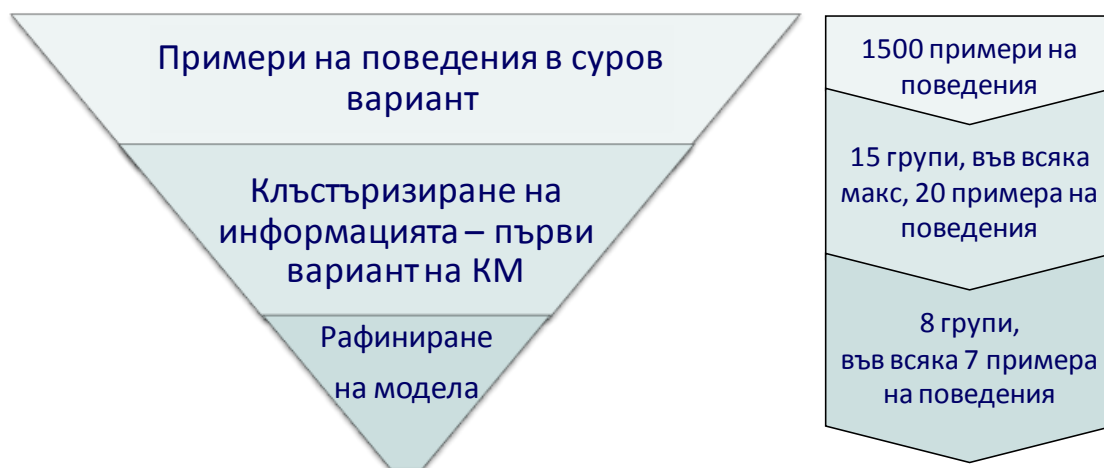 Примери на поведения в суров
вариант
Клъстъризиране на
информацията – първи
вариант на КМ
Рафиниране
на модела
1500 примери на
поведения
15 групи, във всяка
макс, 20 примера на
поведения
8 групи,
във всяка 7 примера
на поведения